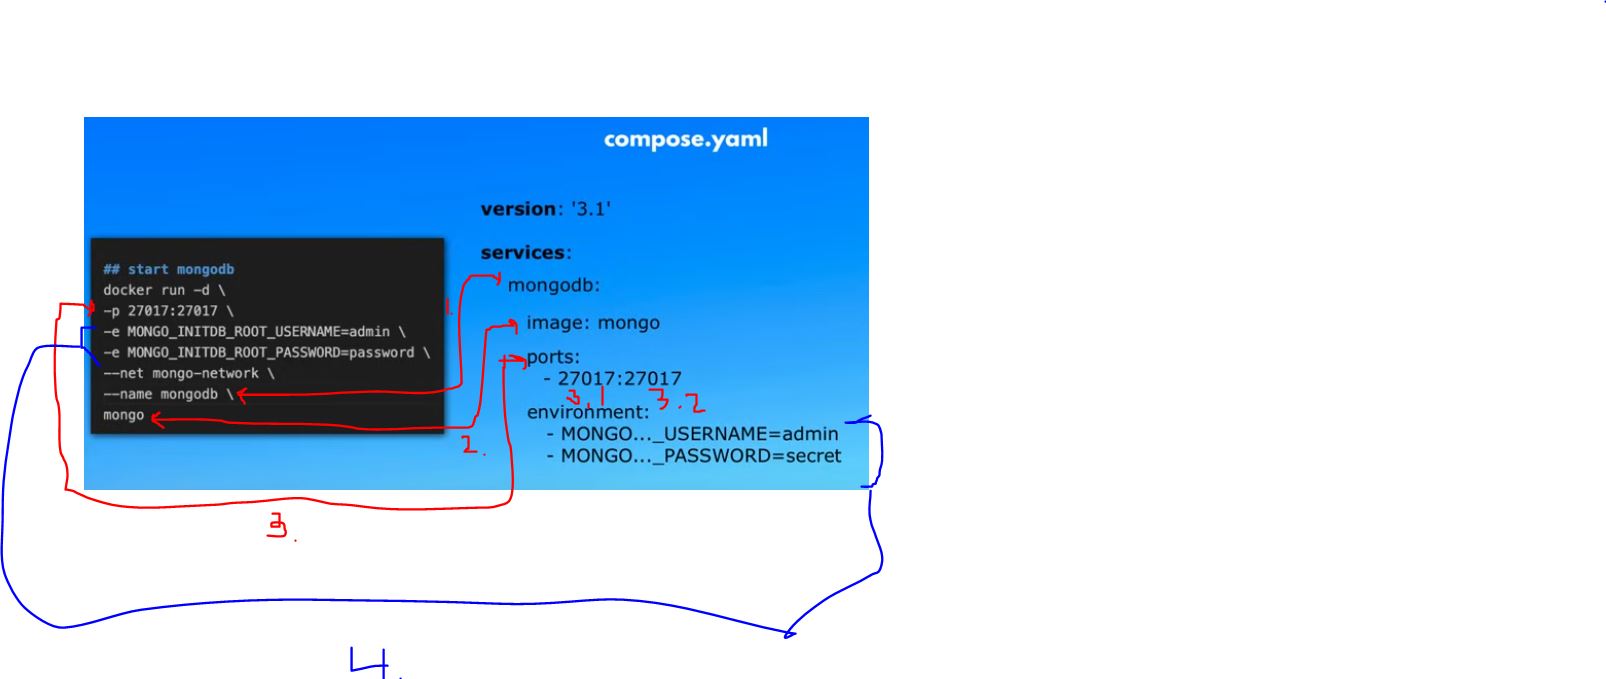 compose.yaml
version: '3.1'
services:
mongodb:
image: mongo
ports:
- 27017:27017
3.1 3.2
environment:
- MONGO..._USERNAME=admin
- MONGO..._PASSWORD=secret
## start mongodb
docker run -d \
-p 27017:27017 \
-e MONGO_INITDB_ROOT_USERNAME=admin \
-e MONGO_INITDB_ROOT_PASSWORD=password \
--net mongo-network \
--name mongodb \
mongo
1.
2.
3.
4.